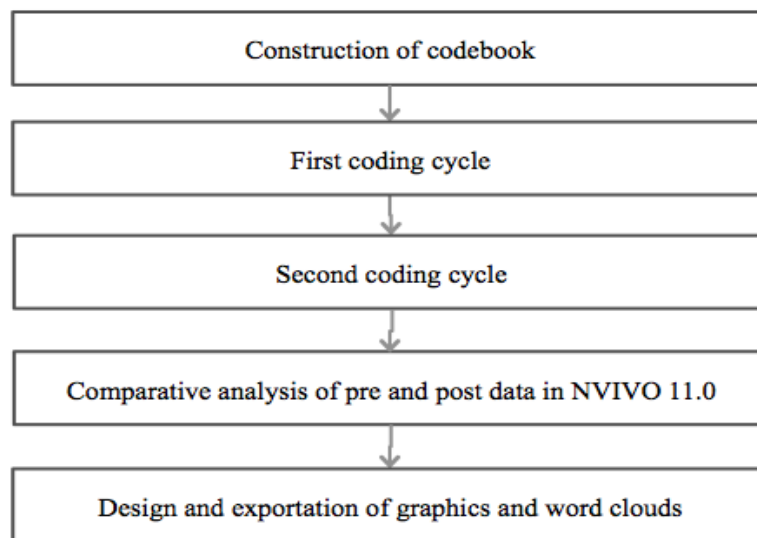 Construction of codebook
First coding cycle
Second coding cycle
Comparative analysis of pre and post data in NVIVO 11.0
Design and exportation of graphics and word clouds